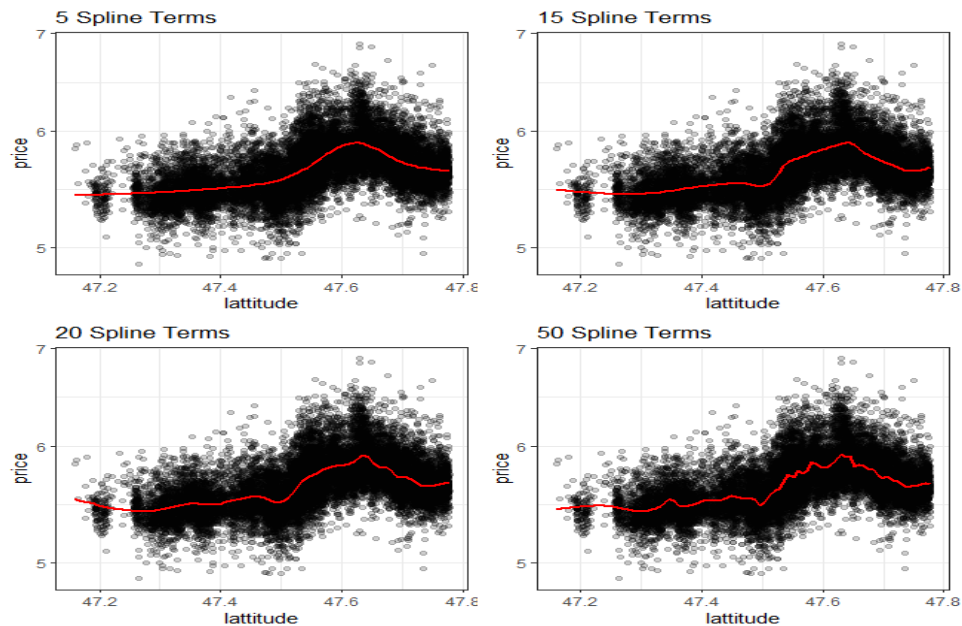 5 Spline Terms
7
6
5
price
47.2 47.4 47.6 47.8
lattitude
15 Spline Terms
7
6
5
price
47.2 47.4 47.6 47.8
lattitude
20 Spline Terms
7
6
5
price
47.2 47.4 47.6 47.8
lattitude
50 Spline Terms
7
6
5
price
47.2 47.4 47.6 47.8
lattitude